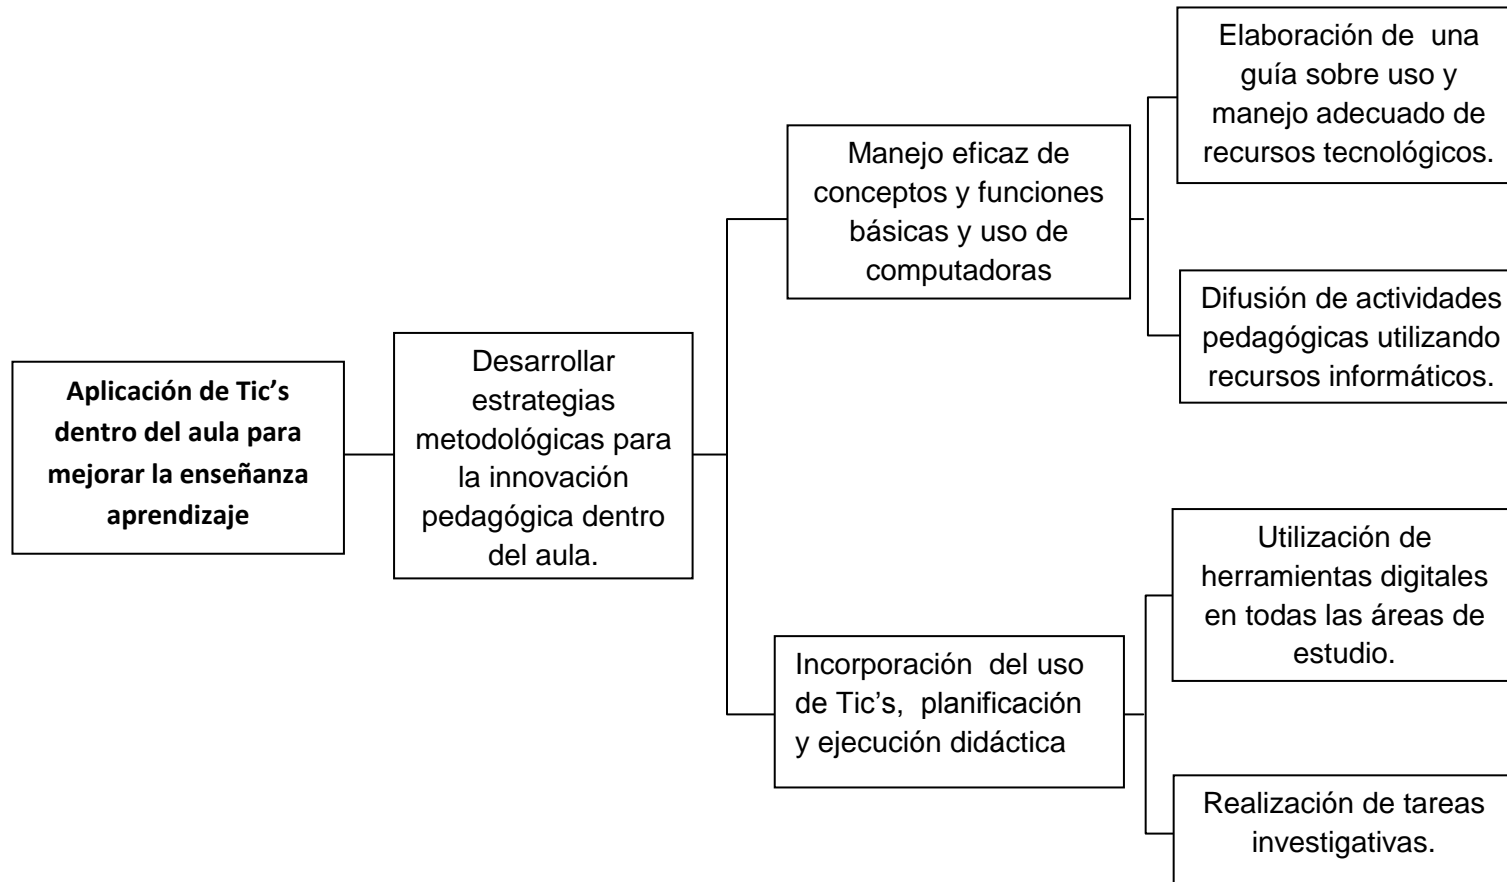 Aplicación de Tic’s
dentro del aula para
mejorar la enseñanza
aprendizaje
Desarrollar
estrategias
metodológicas para
la innovación
pedagógica dentro
del aula.
Manejo eficaz de
conceptos y funciones
básicas y uso de
computadoras
Elaboración de una
guía sobre uso y
manejo adecuado de
recursos tecnológicos.
Difusión de actividades
pedagógicas utilizando
recursos informáticos.
Incorporación del uso
de Tic’s, planificación
y ejecución didáctica
Utilización de
herramientas digitales
en todas las áreas de
estudio.
Realización de tareas
investigativas.